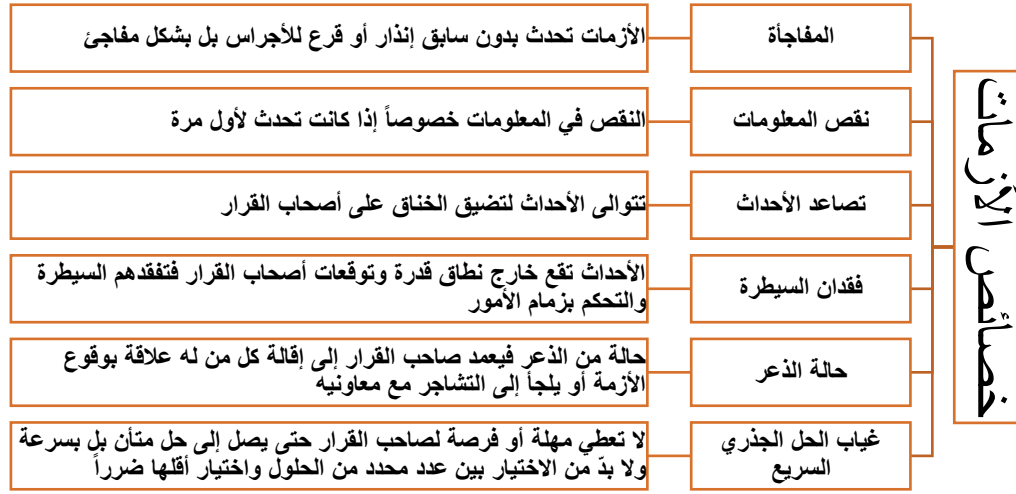 خصائص الأزمات
المفاجأة
الأزمات تحدث بدون سابق إنذار أو قرع للأجراس بل بشكل مفاجئ
نقص المعلومات
النقص في المعلومات خصوصاً إذا كانت تحدث لأول مرة
تصاعد الأحداث
تتوالى الأحداث لتضيق الخناق على أصحاب القرار
فقدان السيطرة
الأحداث تقع خارج نطاق قدرة وتوقعات أصحاب القرار فتفقدهم السيطرة
والتحكم بزمام الأمور
حالة الذعر
حالة من الذعر فيعمد صاحب القرار إلى إقالة كل من له علاقة بوقوع
الأزمة أو يلجأ إلى التشاجر مع معاونيه
غياب الحل الجذري
السريع
لا تعطي مهلة أو فرصة لصاحب القرار حتى يصل إلى حل متأن بل بسرعة
ولا بدّ من الاختيار بين عدد محدد من الحلول واختيار أقلها ضرراً